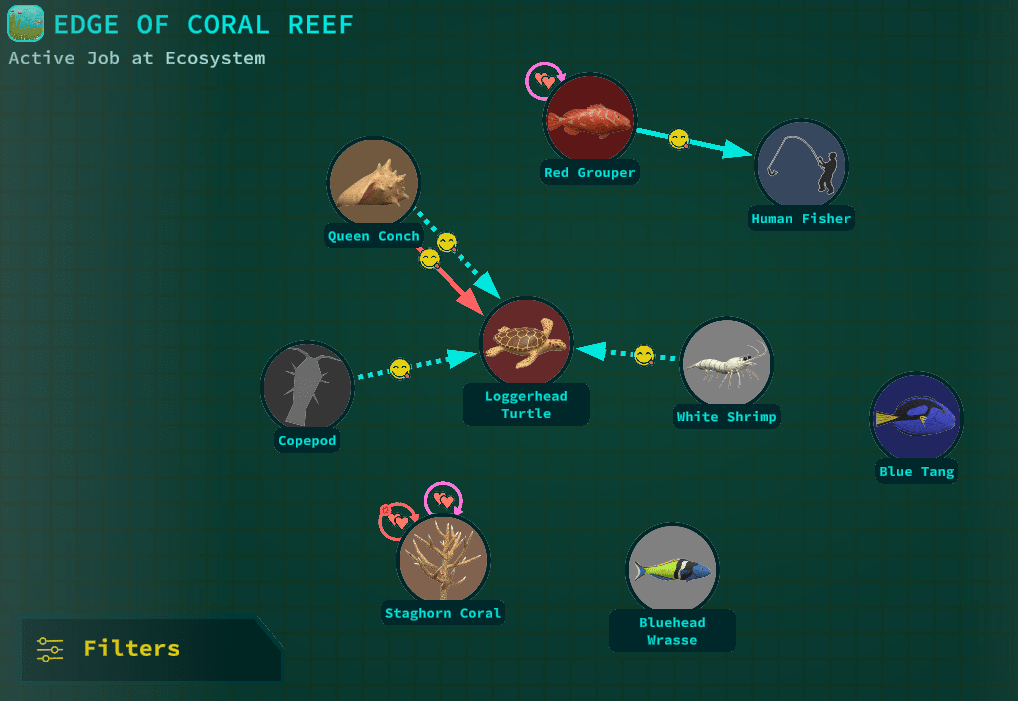 EDGE OF CORAL REEF
Active Job at Ecosystem
Red Grouper
Human Fisher
Queen Conch
Loggerhead
Turtle
White Shrimp
Copepod
Blue Tang
Staghorn Coral
Bluehead
Wrasse
Filters